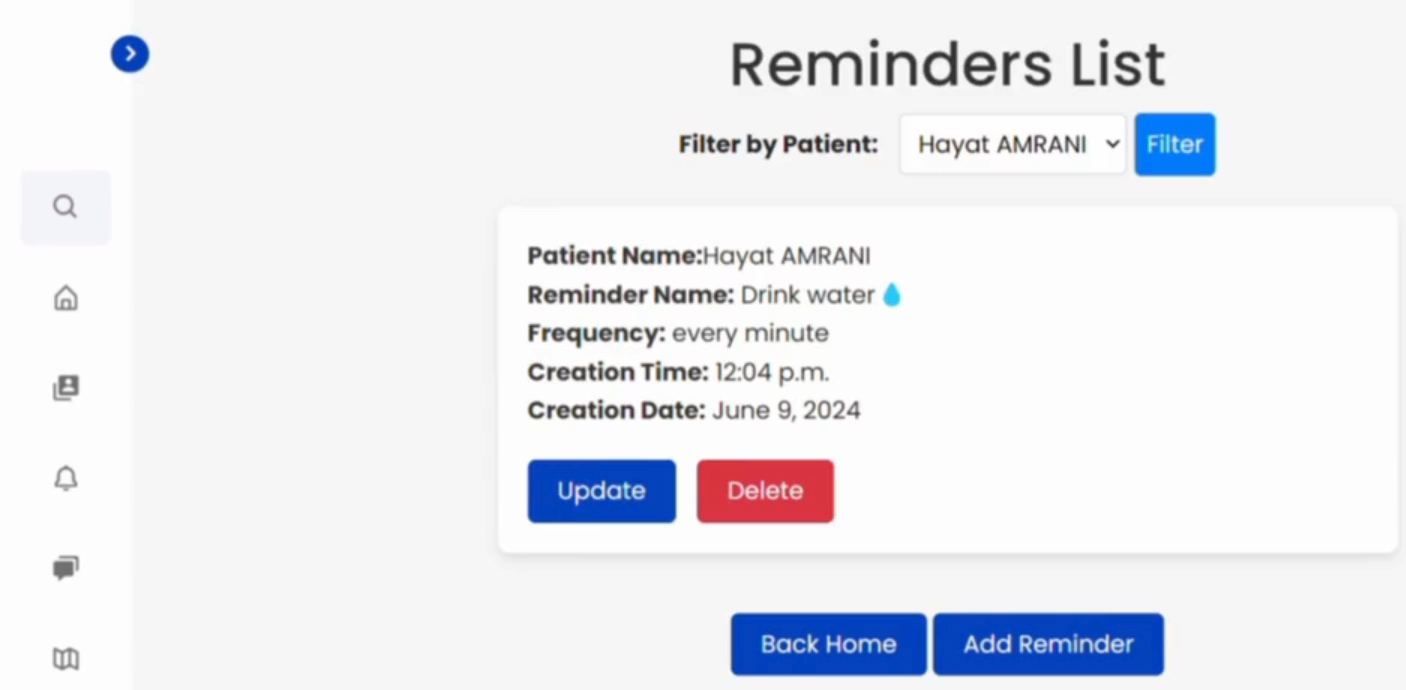 Reminders List
Filter by Patient: Hayat AMRANI Filter
Patient Name:Hayat AMRANI
Reminder Name: Drink water 💧
Frequency: every minute
Creation Time: 12:04 p.m.
Creation Date: June 9, 2024
Update Delete
Back Home Add Reminder